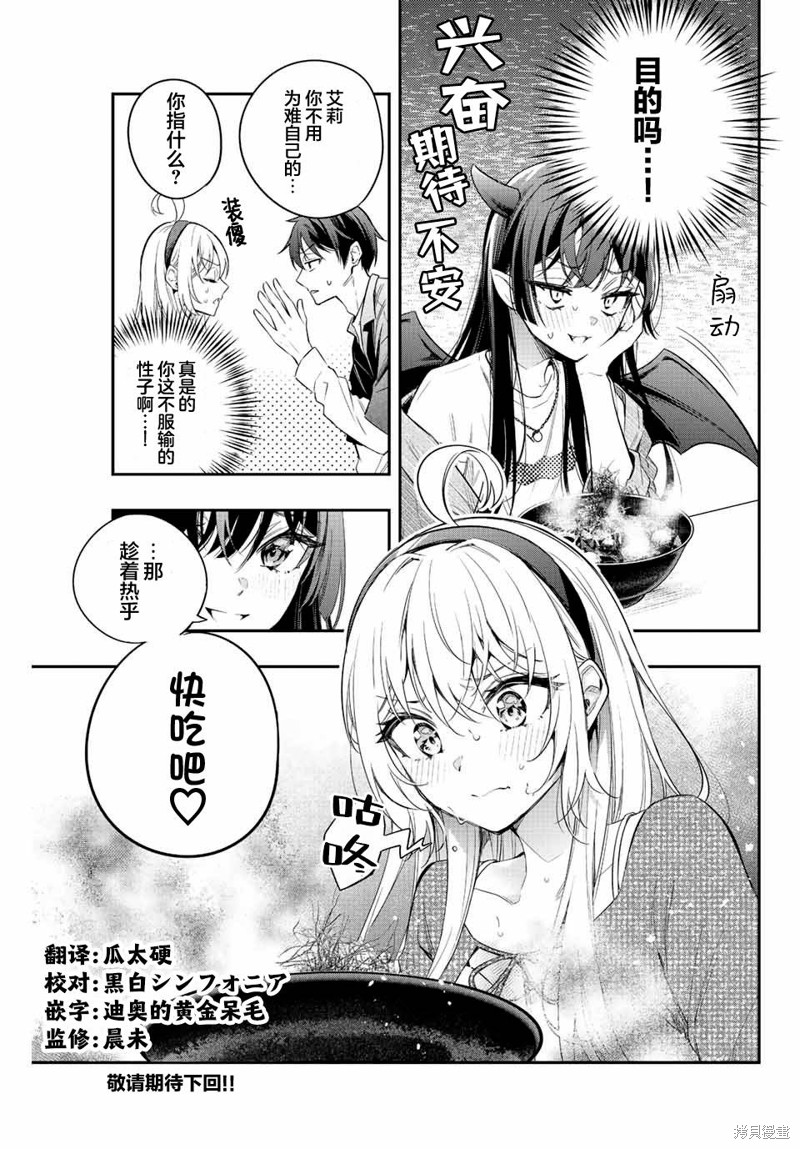 目的吗…!
兴奋
期待不安
扇动
艾莉
你不用
为难自己的
…
你指什么?
装傻
真是的
你这不服输的
性子啊…!
…那
趁着热乎
快吃吧♡
咕咚
翻译:瓜太硬
校对:黒白シンフォニア
嵌字:迪奥的黄金呆毛
监修:晨未
敬请期待下回!!
拷貝漫畫